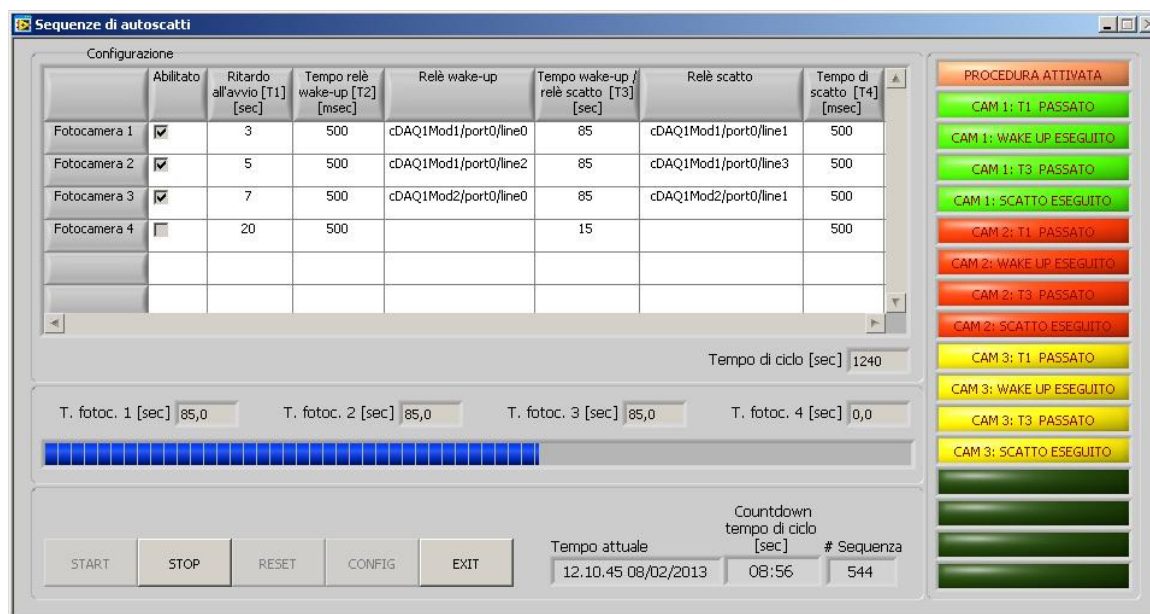 Sequenze di autoscatti
Configurazione
Abilitato
Ritardo
all'avvio [T1]
[sec]
Tempo relè
wake-up [T2]
[msec]
Relè wake-up
Tempo wake-up /
relè scatto [T3]
[sec]
Relè scatto
Tempo di
scatto [T4]
[msec]
Fotocamera 1 3 500 cDAQ1Mod1/port0/line0 85 cDAQ1Mod1/port0/line1 500
Fotocamera 2 5 500 cDAQ1Mod1/port0/line2 85 cDAQ1Mod1/port0/line3 500
Fotocamera 3 7 500 cDAQ1Mod2/port0/line0 85 cDAQ1Mod2/port0/line1 500
Fotocamera 4 20 500 15 500
Tempo di ciclo [sec] 1240
T. fotoc. 1 [sec] 85,0 T. fotoc. 2 [sec] 85,0 T. fotoc. 3 [sec] 85,0 T. fotoc. 4 [sec] 0,0
START STOP RESET CONFIG EXIT
Tempo attuale
12.10.45 08/02/2013
Countdown
tempo di ciclo
[sec]
08:56
# Sequenza
544
PROCEDURA ATTIVATA
CAM 1: T1 PASSATO
CAM 1: WAKE UP ESEGUITO
CAM 1: T3 PASSATO
CAM 1: SCATTO ESEGUITO
CAM 2: T1 PASSATO
CAM 2: WAKE UP ESEGUITO
CAM 2: T3 PASSATO
CAM 2: SCATTO ESEGUITO
CAM 3: T1 PASSATO
CAM 3: WAKE UP ESEGUITO
CAM 3: T3 PASSATO
CAM 3: SCATTO ESEGUITO